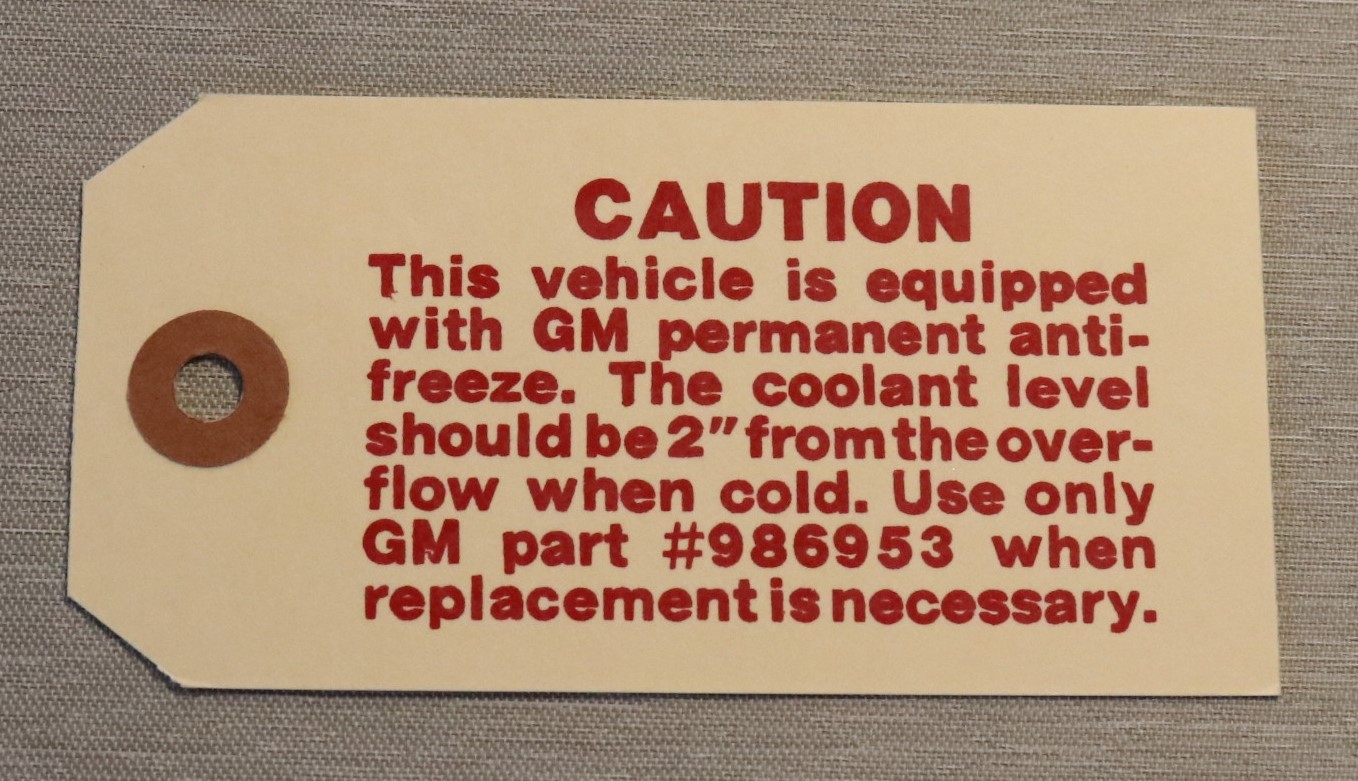 CAUTION
This vehicle is equipped
with GM permanent anti-
freeze. The coolant level
should be 2" from the over-
flow when cold. Use only
GM part #986953 when
replacement is necessary.